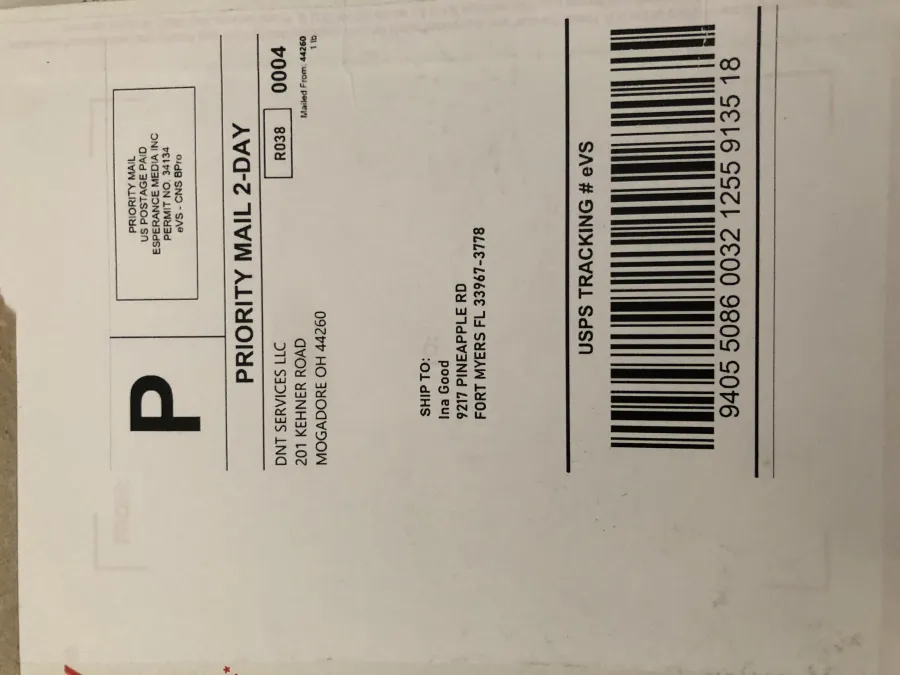 P
PRIORITY MAIL
US POSTAGE PAID
ESPERANCE MEDIA INC
PERMIT NO. 34134
eVS - CNS BPro
PRIORITY MAIL 2-DAY
DNT SERVICES LLC
201 KEHNER ROAD
MOGADORE OH 44260
R038
0004
Mailed From: 44260
1 lb
SHIP TO:
Ina Good
9217 PINEAPPLE RD
FORT MYERS FL 33967-3778
USPS TRACKING # eVS
9405 5086 0032 1255 9135 18